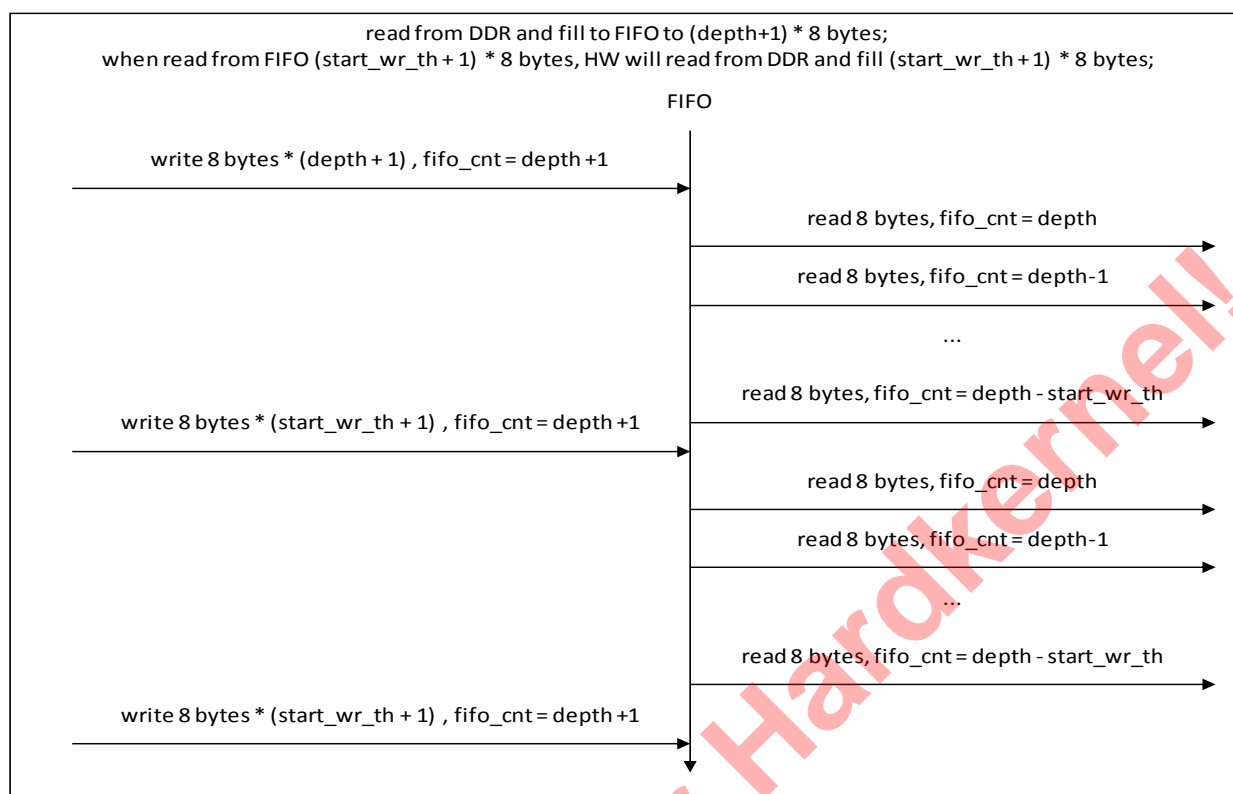 read from DDR and fill to FIFO to (depth+1) * 8 bytes;
when read from FIFO (start_wr_th + 1) * 8 bytes, HW will read from DDR and fill (start_wr_th + 1) * 8 bytes;
FIFO
write 8 bytes * (depth + 1) , fifo_cnt = depth +1
read 8 bytes, fifo_cnt = depth
read 8 bytes, fifo_cnt = depth-1
...
read 8 bytes, fifo_cnt = depth - start_wr_th
write 8 bytes * (start_wr_th + 1) , fifo_cnt = depth +1
read 8 bytes, fifo_cnt = depth
read 8 bytes, fifo_cnt = depth-1
...
read 8 bytes, fifo_cnt = depth - start_wr_th
write 8 bytes * (start_wr_th + 1) , fifo_cnt = depth +1
Hardkernel!